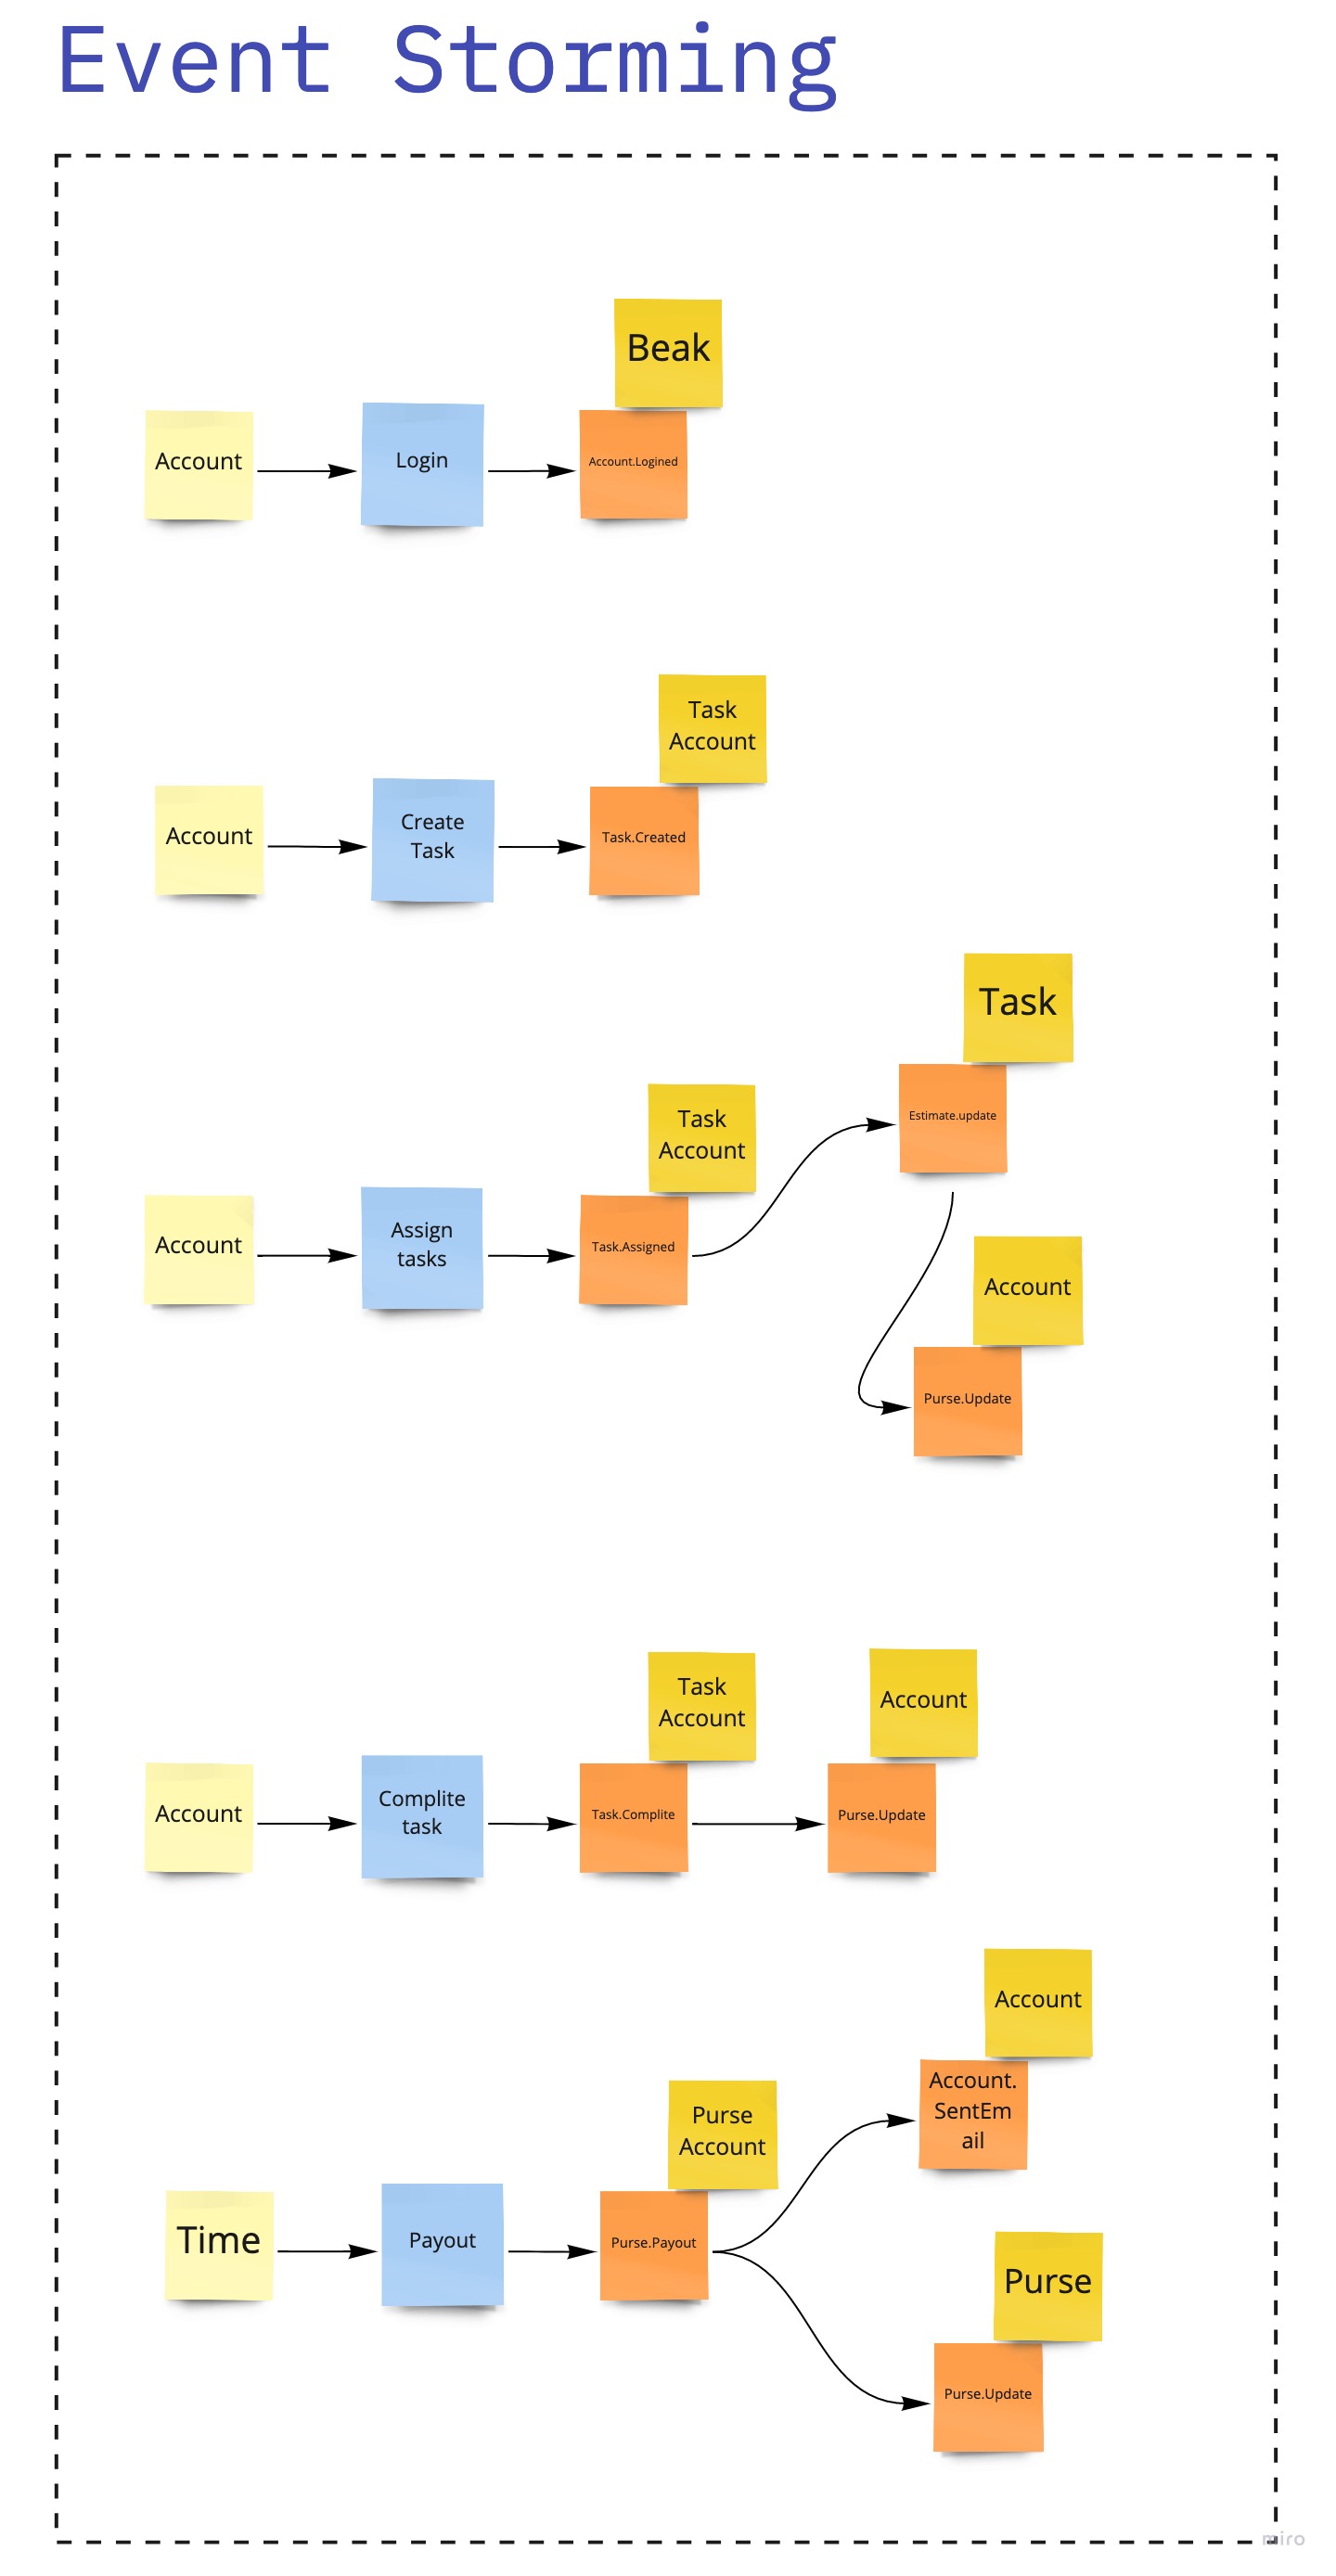 Event Storming
Beak
Account
Login
Account.Logined
Task
Account
Account
Create
Task
Task.Created
Task
Task
Account
Estimate.update
Account
Assign
tasks
Task.Assigned
Account
Purse.Update
Task
Account
Account
Account
Complite
task
Task.Complite
Purse.Update
Account
Account.
SentEm
ail
Purse
Account
Time
Payout
Purse.Payout
Purse
Purse.Update
miro